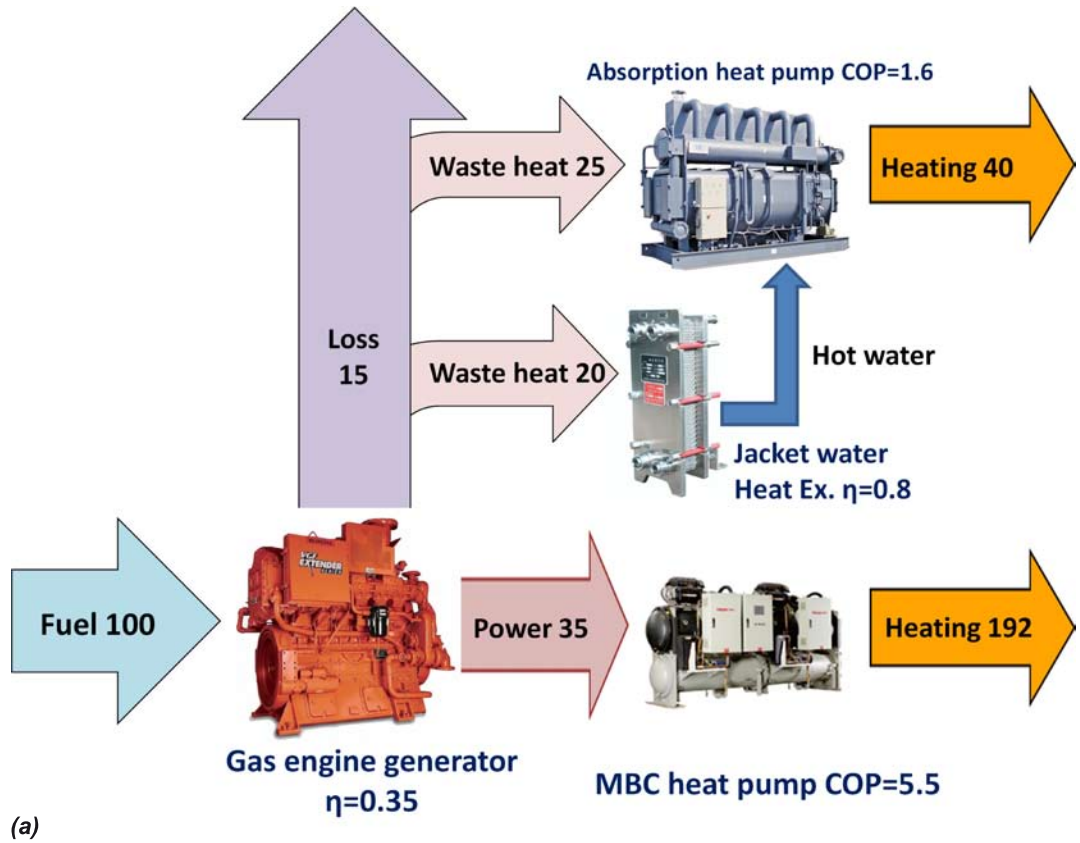 Absorption heat pump COP=1.6
Waste heat 25
Heating 40
Loss
15
Waste heat 20
Hot water
Jacket water
Heat Ex. η=0.8
VGF
EXTENDER
Fuel 100
Power 35
Heating 192
Gas engine generator
η=0.35
MBC heat pump COP=5.5
(a)